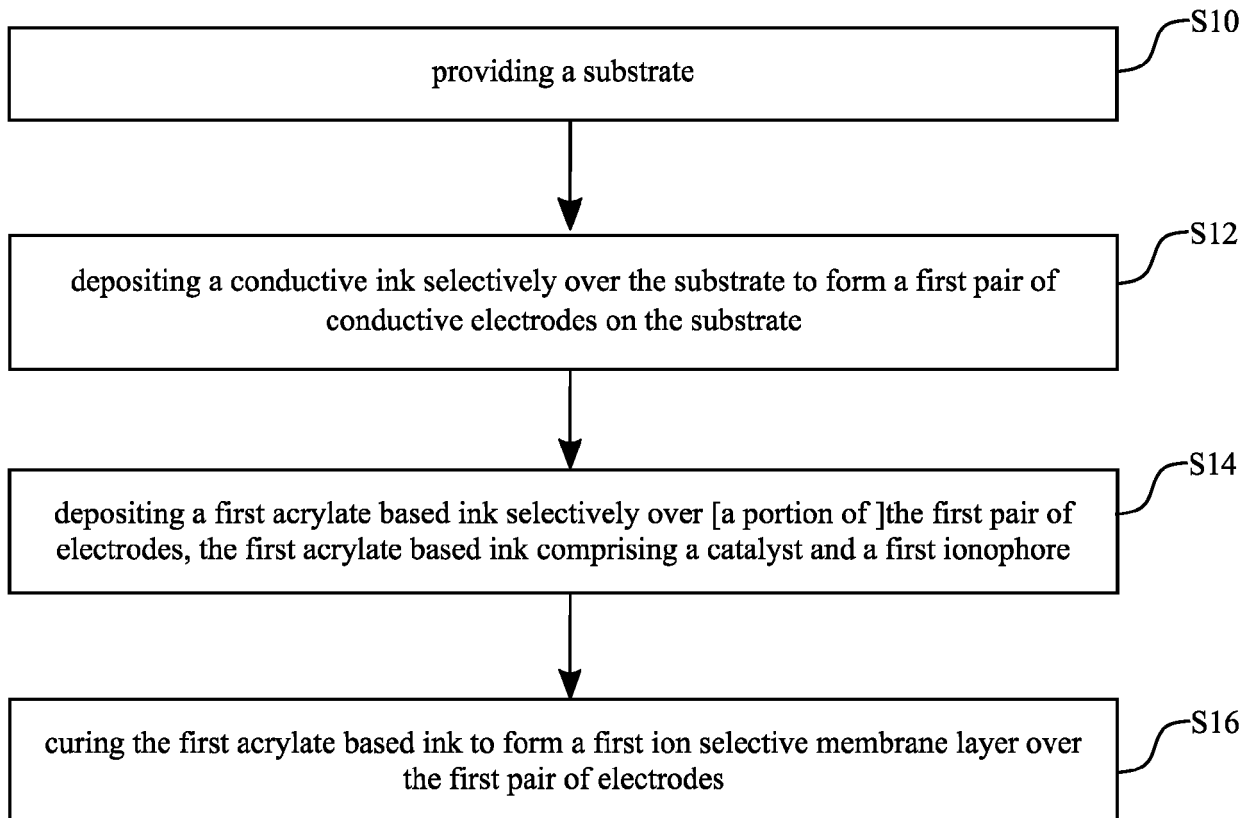 S10
providing a substrate
S12
depositing a conductive ink selectively over the substrate to form a first pair of
conductive electrodes on the substrate
S14
depositing a first acrylate based ink selectively over [a portion of ]the first pair of
electrodes, the first acrylate based ink comprising a catalyst and a first ionophore
S16
curing the first acrylate based ink to form a first ion selective membrane layer over
the first pair of electrodes